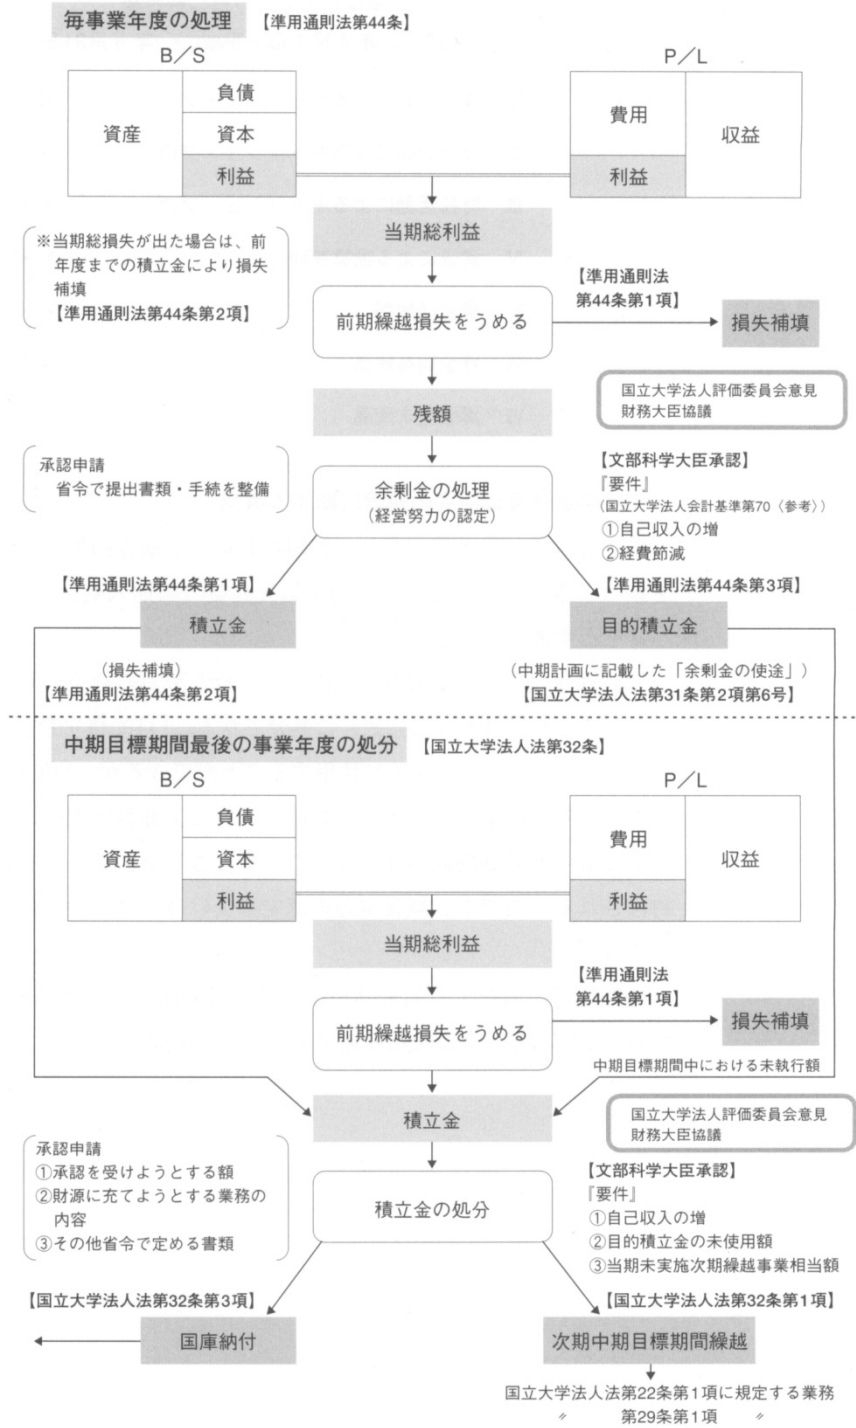 毎事業年度の処理 【準用通則法第44条】
B／S
P／L
資産
負債
資本
利益
費用
利益
収益
当期総利益
※当期総損失が出た場合は、前
年度までの積立金により損失
補填
【準用通則法第44条第2項】
前期繰越損失をうめる
【準用通則法
第44条第1項】
損失補填
残額
国立大学法人評価委員会意見
財務大臣協議
承認申請
省令で提出書類・手続を整備
余剰金の処理
（経営努力の認定）
【文部科学大臣承認】
『要件』
（国立大学法人会計基準第70〈参考〉）
①自己収入の増
②経費節減
【準用通則法第44条第1項】
【準用通則法第44条第3項】
積立金
目的積立金
（損失補填）
【準用通則法第44条第2項】
（中期計画に記載した「余剰金の使途」）
【国立大学法人法第31条第2項第6号】
中期目標期間最後の事業年度の処分 【国立大学法人法第32条】
B／S
P／L
資産
負債
資本
利益
費用
利益
収益
当期総利益
前期繰越損失をうめる
【準用通則法
第44条第1項】
損失補填
中期目標期間中における未執行額
積立金
国立大学法人評価委員会意見
財務大臣協議
承認申請
①承認を受けようとする額
②財源に充てようとする業務の
内容
③その他省令で定める書類
積立金の処分
【文部科学大臣承認】
『要件』
①自己収入の増
②目的積立金の未使用額
③当期未実施次期繰越事業相当額
【国立大学法人法第32条第3項】
【国立大学法人法第32条第1項】
国庫納付
次期中期目標期間繰越
国立大学法人法第22条第1項に規定する業務
〃 第29条第1項 〃